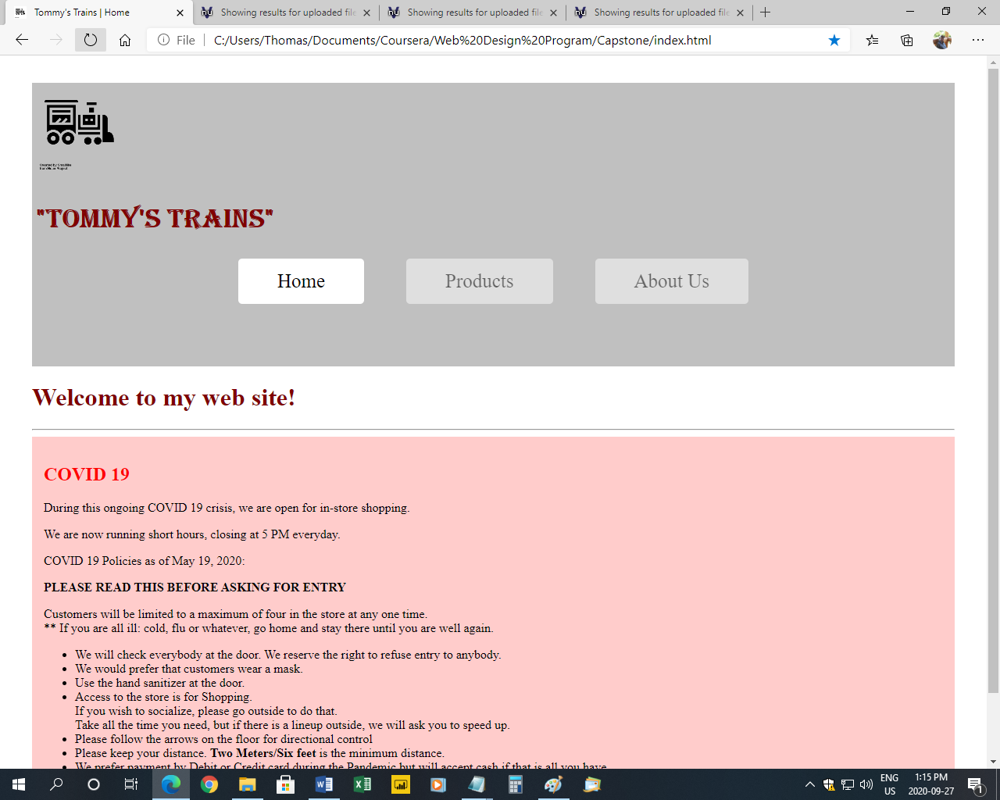 Tommy's Trains | Home
Showing results for uploaded file
Showing results for uploaded file
Showing results for uploaded file
File
C:/Users/Thomas/Documents/Coursera/Web%20Design%20Program/Capstone/index.html
Created by Smalllike
from Noun Project
"TOMMY'S TRAINS"
Home
Products
About Us
Welcome to my web site!
COVID 19
During this ongoing COVID 19 crisis, we are open for in-store shopping.
We are now running short hours, closing at 5 PM everyday.
COVID 19 Policies as of May 19, 2020:
PLEASE READ THIS BEFORE ASKING FOR ENTRY
Customers will be limited to a maximum of four in the store at any one time.
** If you are all ill: cold, flu or whatever, go home and stay there until you are well again.
• We will check everybody at the door. We reserve the right to refuse entry to anybody.
• We would prefer that customers wear a mask.
• Use the hand sanitizer at the door.
• Access to the store is for Shopping.
If you wish to socialize, please go outside to do that.
Take all the time you need, but if there is a lineup outside, we will ask you to speed up.
• Please follow the arrows on the floor for directional control
• Please keep your distance. Two Meters/Six feet is the minimum distance.
• We prefer payment by Debit or Credit card during the Pandemic but will accept cash if that is all you have
ENG
US
1:15 PM
2020-09-27
1